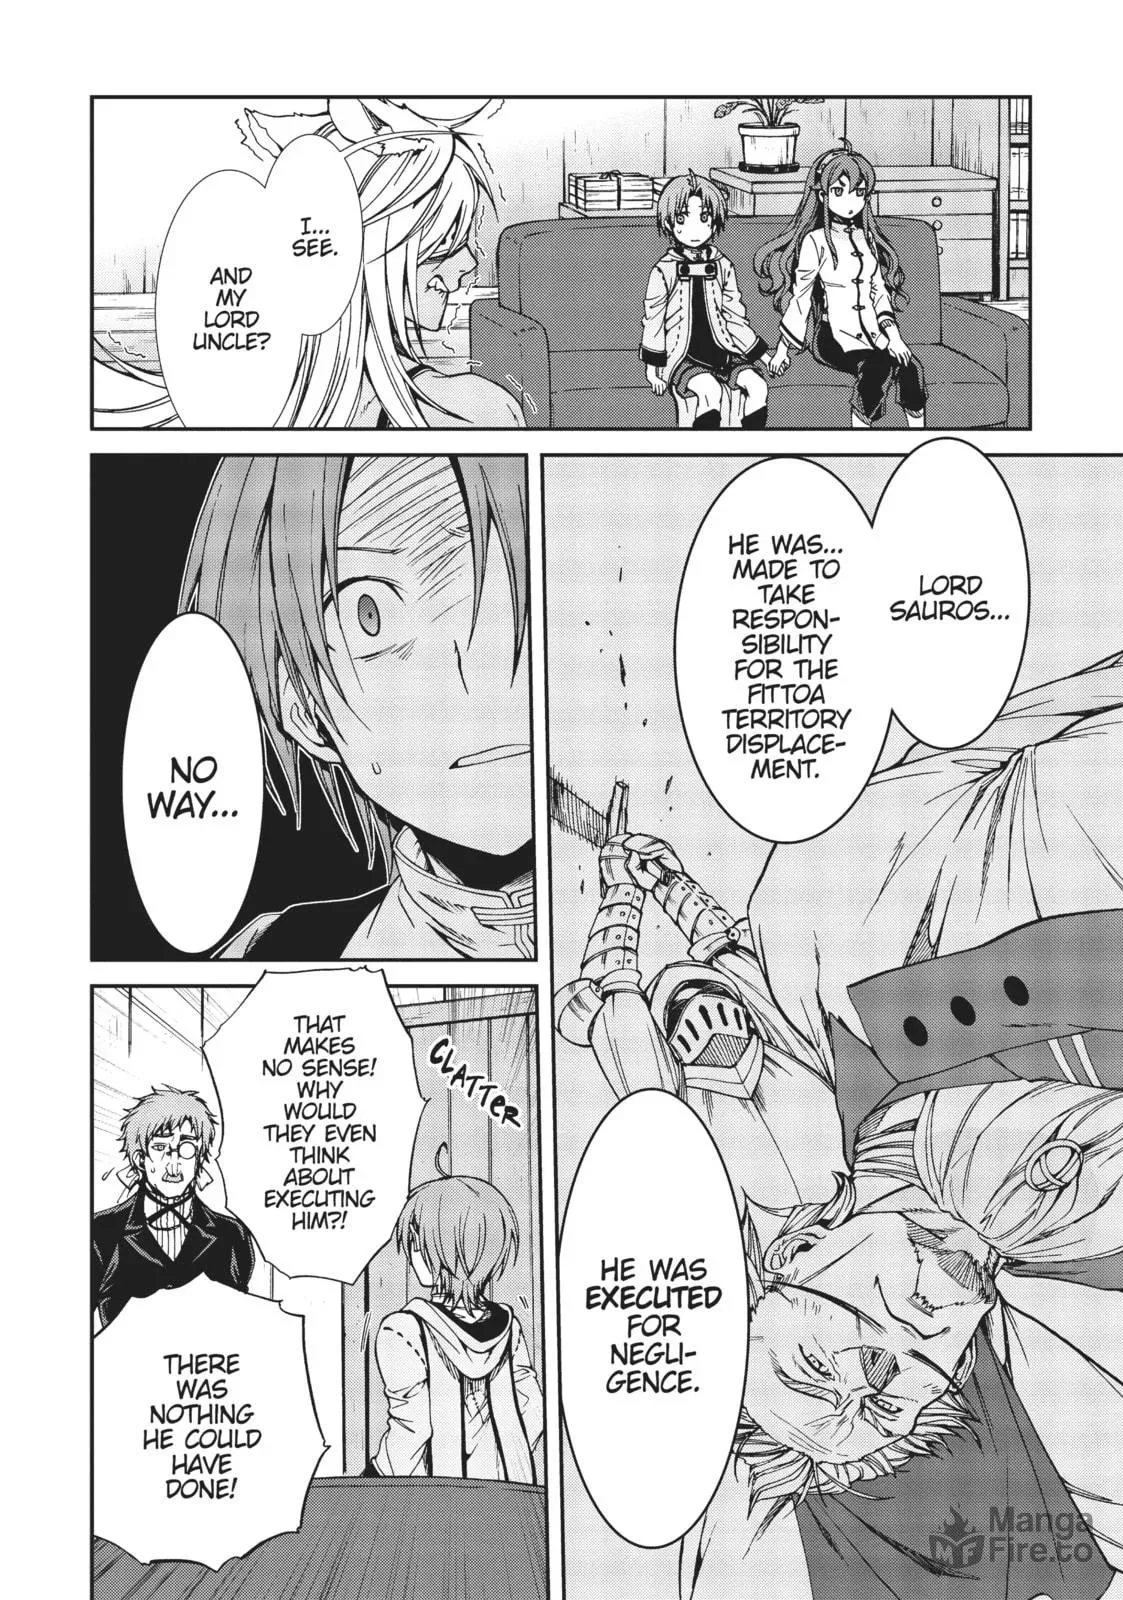 I...
SEE.
AND
MY
LORD
UNCLE?
LORD
SAUROS...
HE WAS...
MADE TO
TAKE
RESPON-
SIBILITY
FOR THE
FITTOA
TERRITORY
DISPLACE-
MENT.
HE WAS
EXECUTED
FOR
NEGLI-
GENCE.
NO
WAY...
CLATTER
THAT
MAKES
NO SENSE!
WHY
WOULD
THEY EVEN
THINK
ABOUT
EXECUTING
HIM?!
THERE
WAS
NOTHING
HE COULD
HAVE
DONE!
MF
Manga
Fire.to